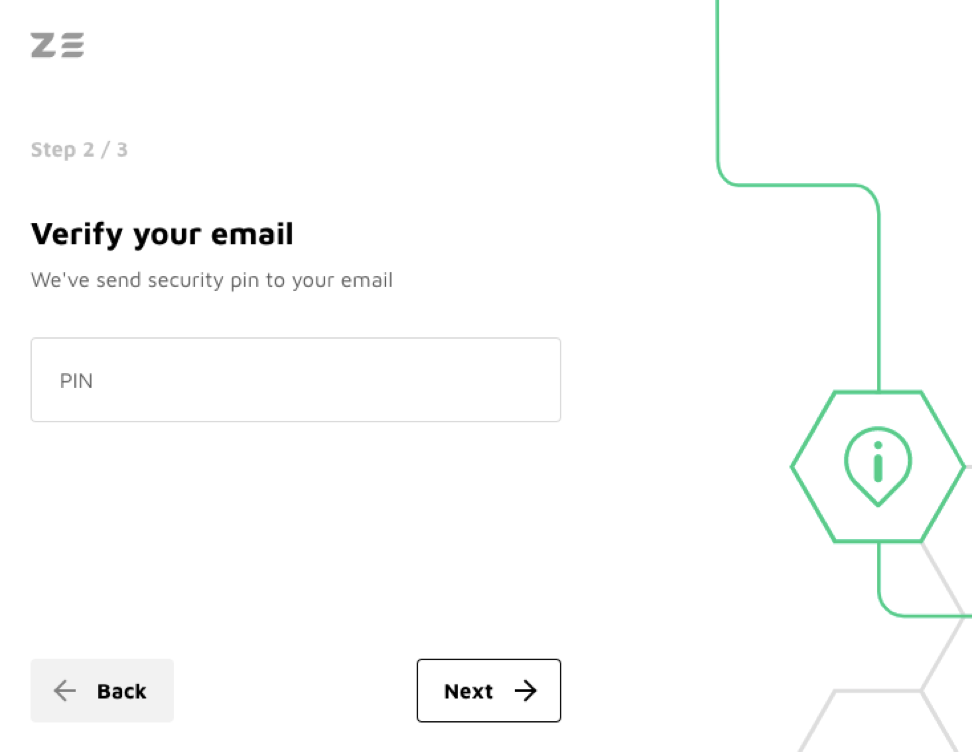 ZE
Step 2 / 3
Verify your email
We've send security pin to your email
PIN
Back
Next